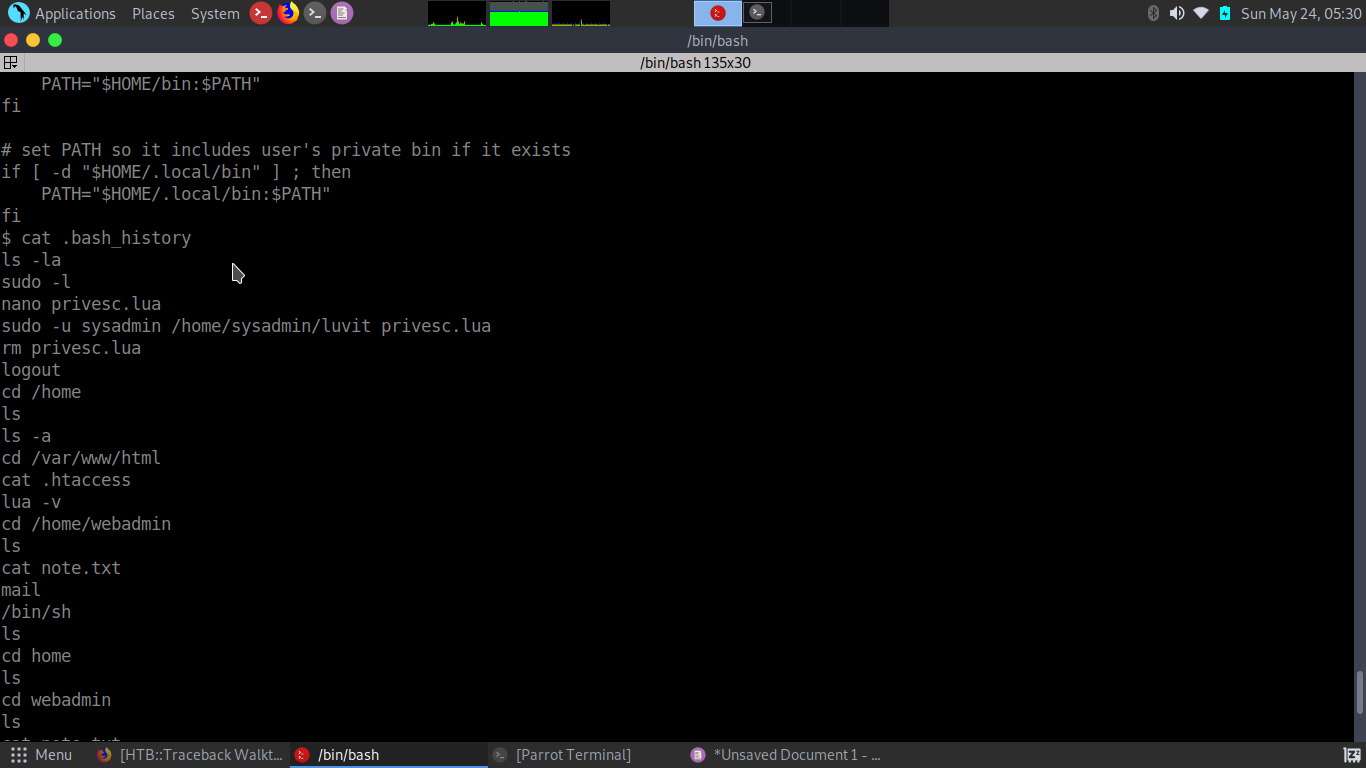 Applications Places System Sun May 24, 05:30
/bin/bash
/bin/bash 135x30
    PATH="$HOME/bin:$PATH"
fi

# set PATH so it includes user's private bin if it exists
if [ -d "$HOME/.local/bin" ] ; then
    PATH="$HOME/.local/bin:$PATH"
fi
$ cat .bash_history
ls -la
sudo -l
nano privesc.lua
sudo -u sysadmin /home/sysadmin/luvit privesc.lua
rm privesc.lua
logout
cd /home
ls
ls -a
cd /var/www/html
cat .htaccess
lua -v
cd /home/webadmin
ls
cat note.txt
mail
/bin/sh
ls
cd home
ls
cd webadmin
ls
cat note.txt
Menu [HTB::Traceback Walkt... /bin/bash [Parrot Terminal] *Unsaved Document 1 - ...